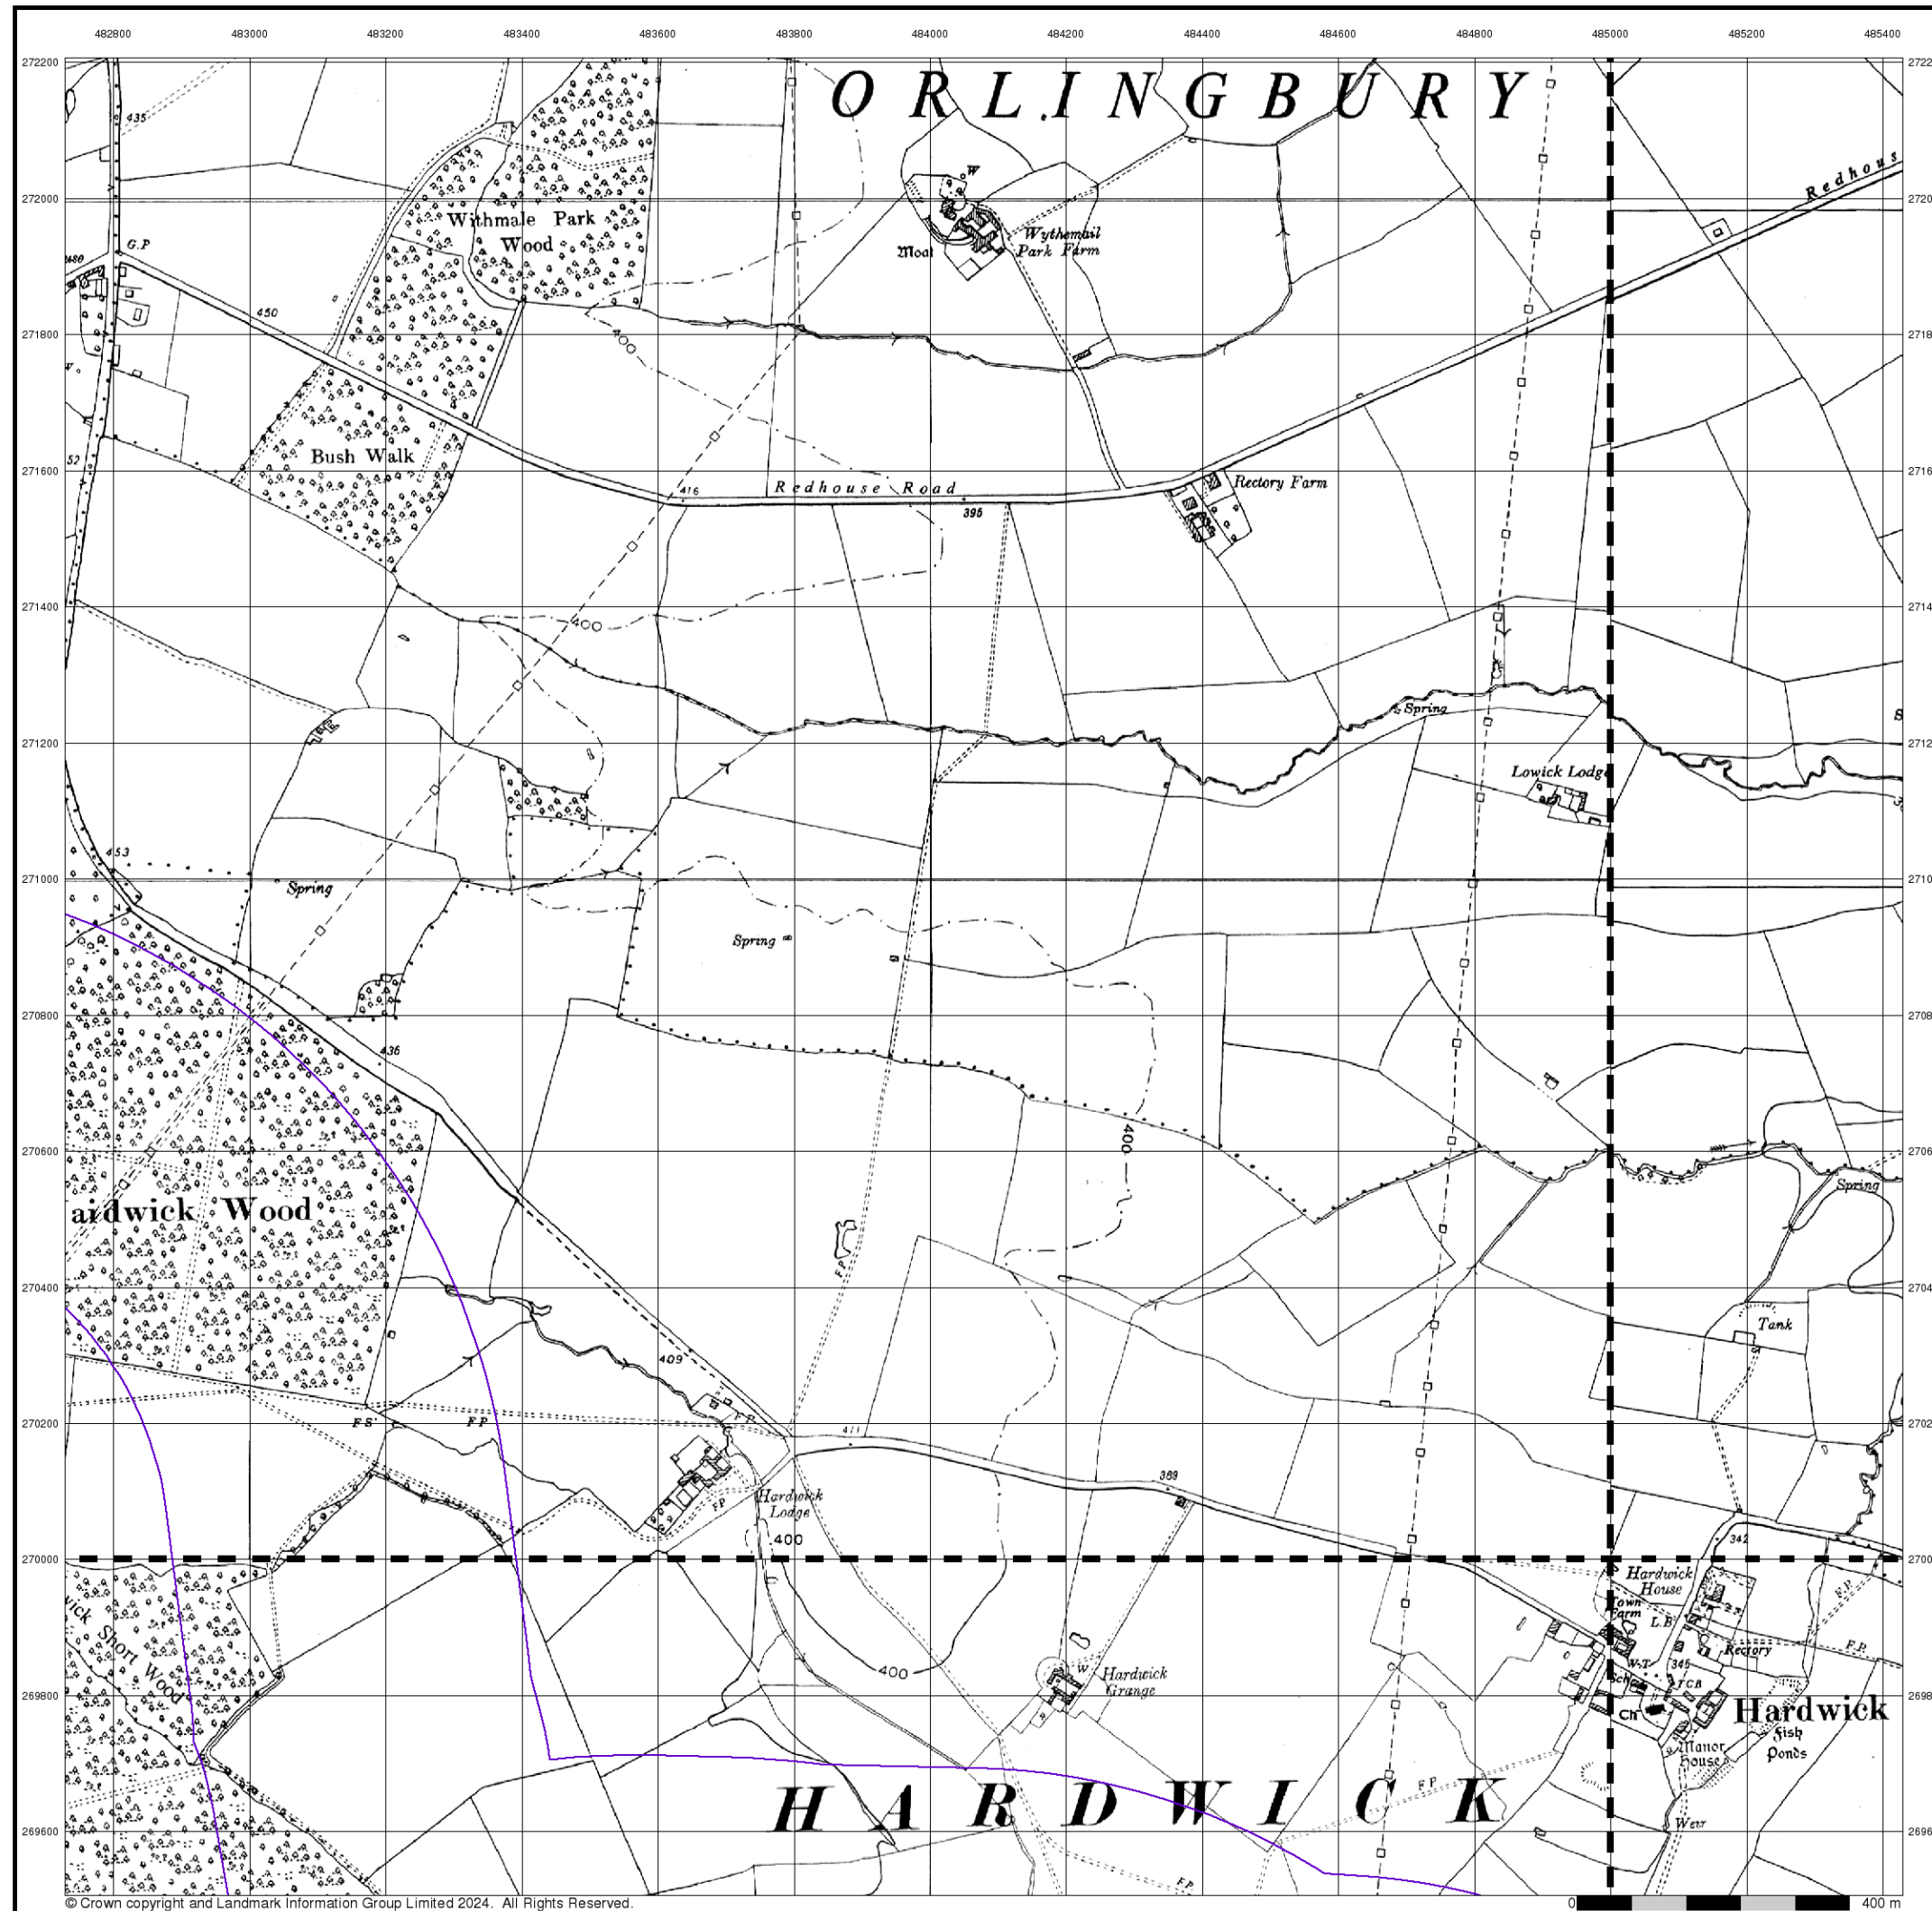 482800 483000 483200 483400 483600 483800 484000 484200 484400 484600 484800 485000 485200 485400
272200
ORLINGBURY
435
W
272000
Redhous
Withmale Park
Wood
Moat
Wythemail
Park Farm
G.P
450
271800
400
Bush Walk
52
271600
416
Redhouse Road
395
Rectory Farm
271400
400
Spring
271200
Lowick Lodge
453
271000
Spring
Spring
270800
436
400
270600
Spring
ardwick Wood
F.P.
270400
Tank
409
270200
F S
F.P.
F P
411
389
Hardwick
Lodge
F P
400
342
270000
Hardwick
House
Town
Farm
L.B
F.P.
wick Short Wood
400
W
Hardwick
Grange
W.T
345
Rectory
F.P.
Sch
T.C.B
269800
Ch
Hardwick
Manor
House
Fish
Ponds
HARDWICK
F P
269600
Weir
F.P.
© Crown copyright and Landmark Information Group Limited 2024. All Rights Reserved.
0 400 m